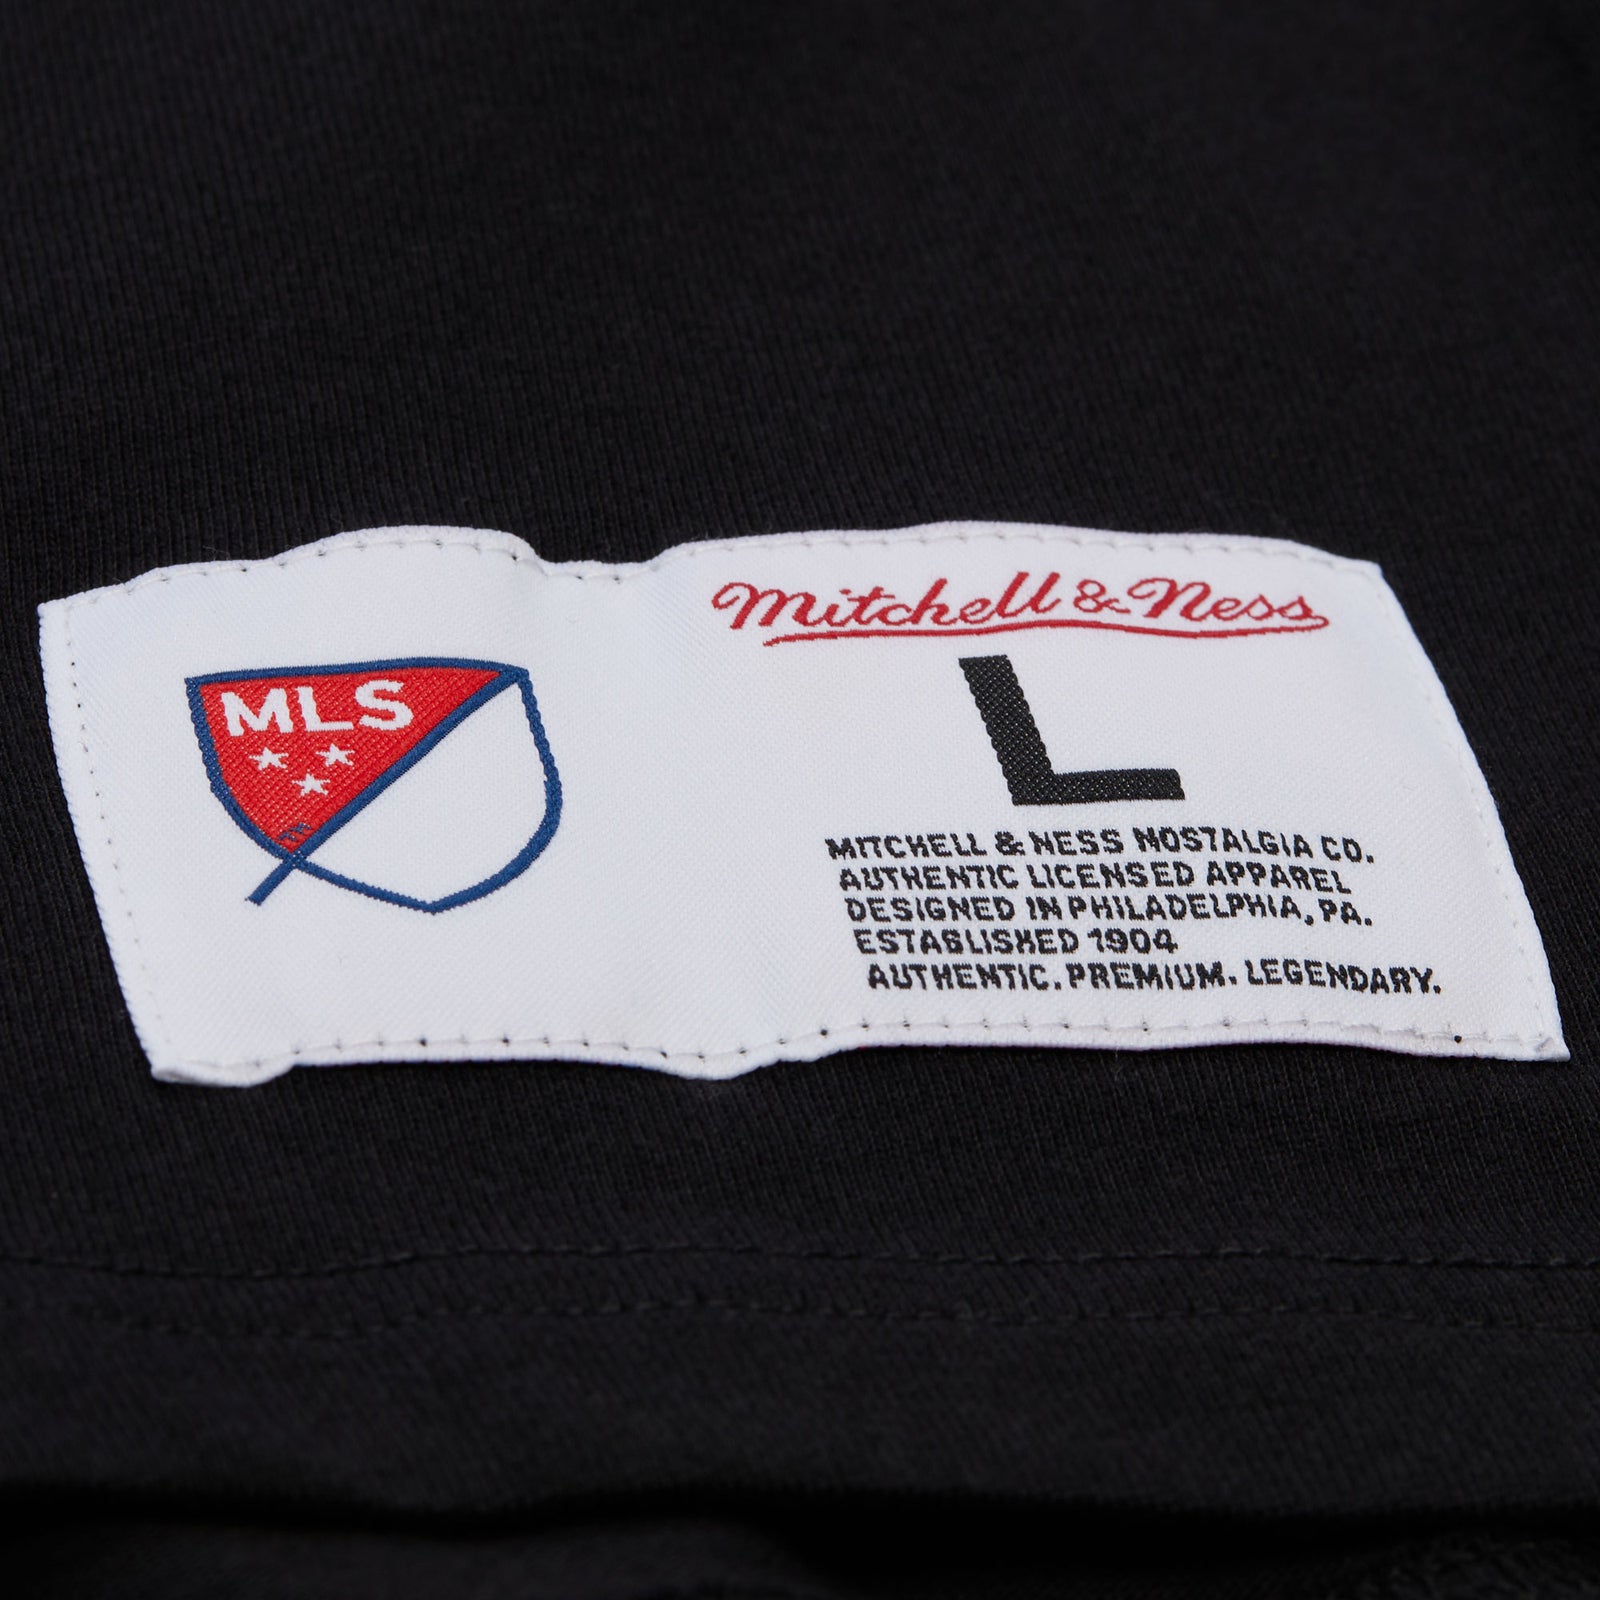 MLS
Mitchell & Ness
L
MITCHELL & NESS NOSTALGIA CO.
AUTHENTIC LICENSED APPAREL
DESIGNED IN PHILADELPHIA, PA.
ESTABLISHED 1904
AUTHENTIC. PREMIUM. LEGENDARY.